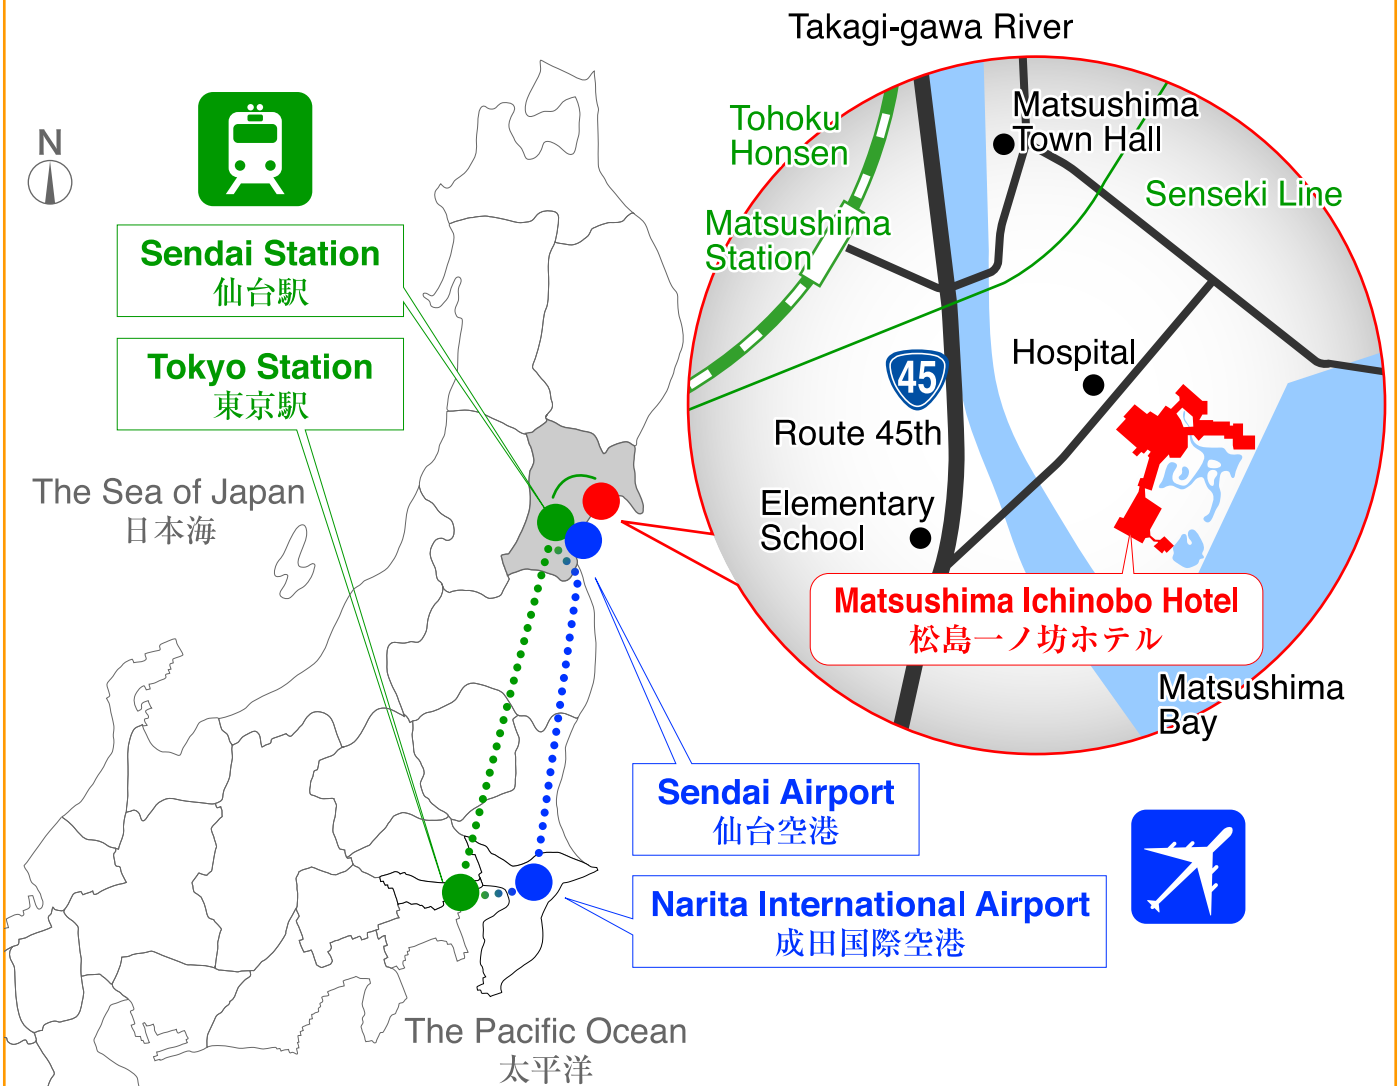 Takagi-gawa River
N
Matsushima
Town Hall
Tohoku
Honsen
Senseki Line
Matsushima
Station
Sendai Station
仙台駅
Tokyo Station
東京駅
Hospital
45
Route 45th
The Sea of Japan
日本海
Elementary
School
Matsushima Ichinobo Hotel
松島一ノ坊ホテル
Matsushima
Bay
Sendai Airport
仙台空港
Narita International Airport
成田国際空港
The Pacific Ocean
太平洋